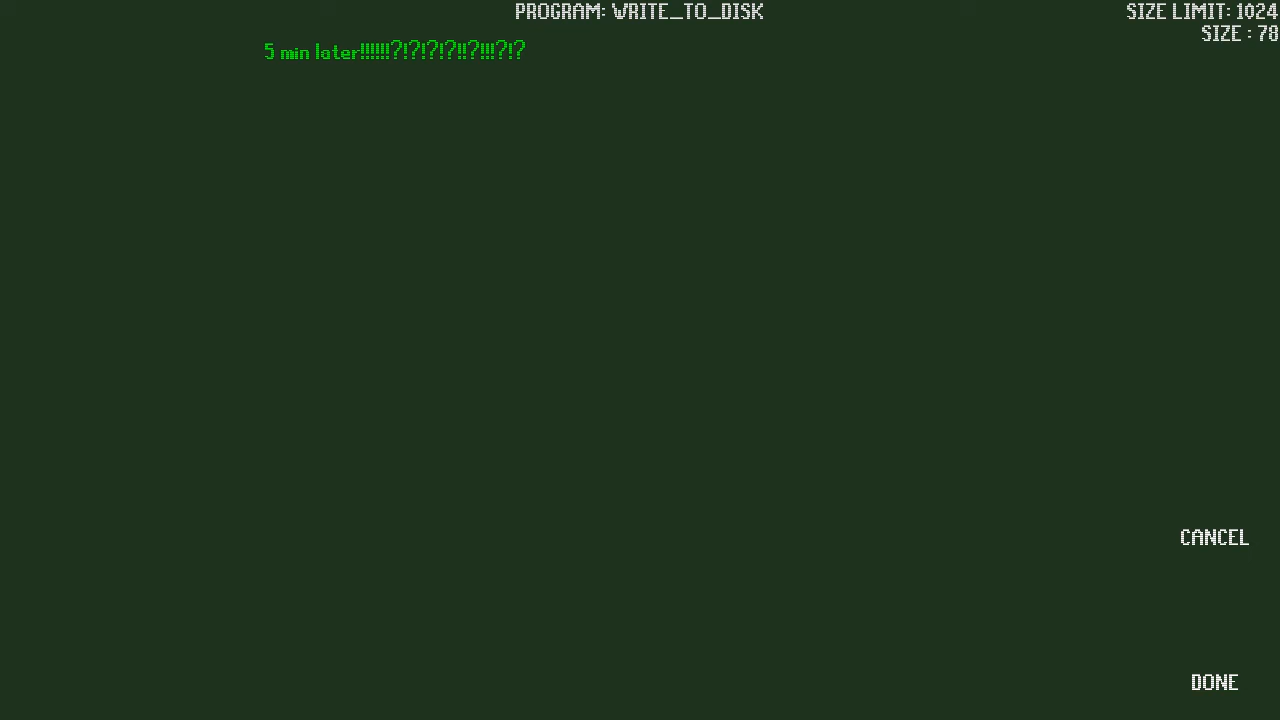 PROGRAM: WRITE_TO_DISK
SIZE LIMIT: 1024
SIZE : 78
5 min later!!!!!!?!?!?!?!?!!?!!!?!?
CANCEL
DONE